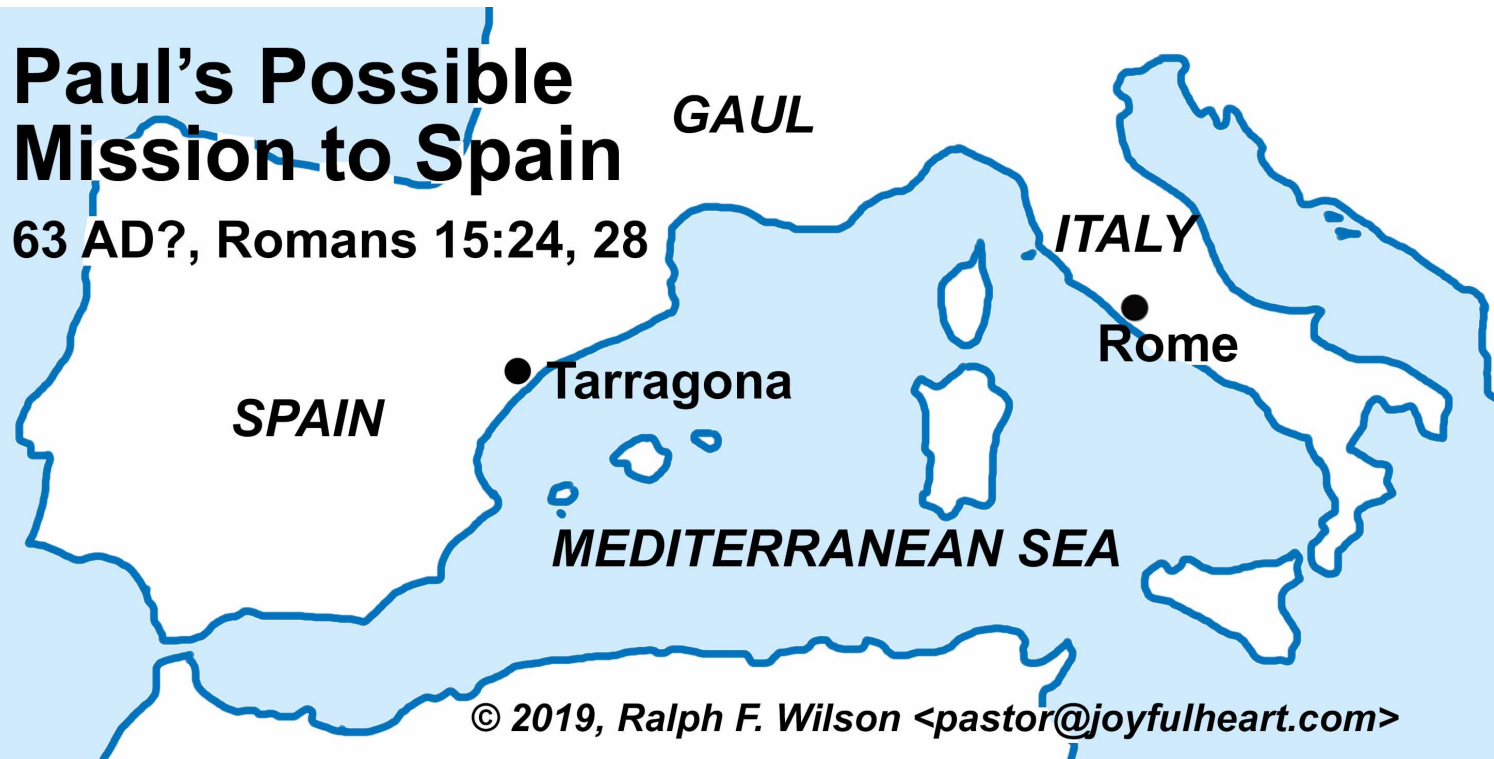 Paul’s Possible
Mission to Spain
63 AD?, Romans 15:24, 28
GAUL
ITALY
Rome
Tarragona
SPAIN
MEDITERRANEAN SEA
© 2019, Ralph F. Wilson <pastor@joyfulheart.com>